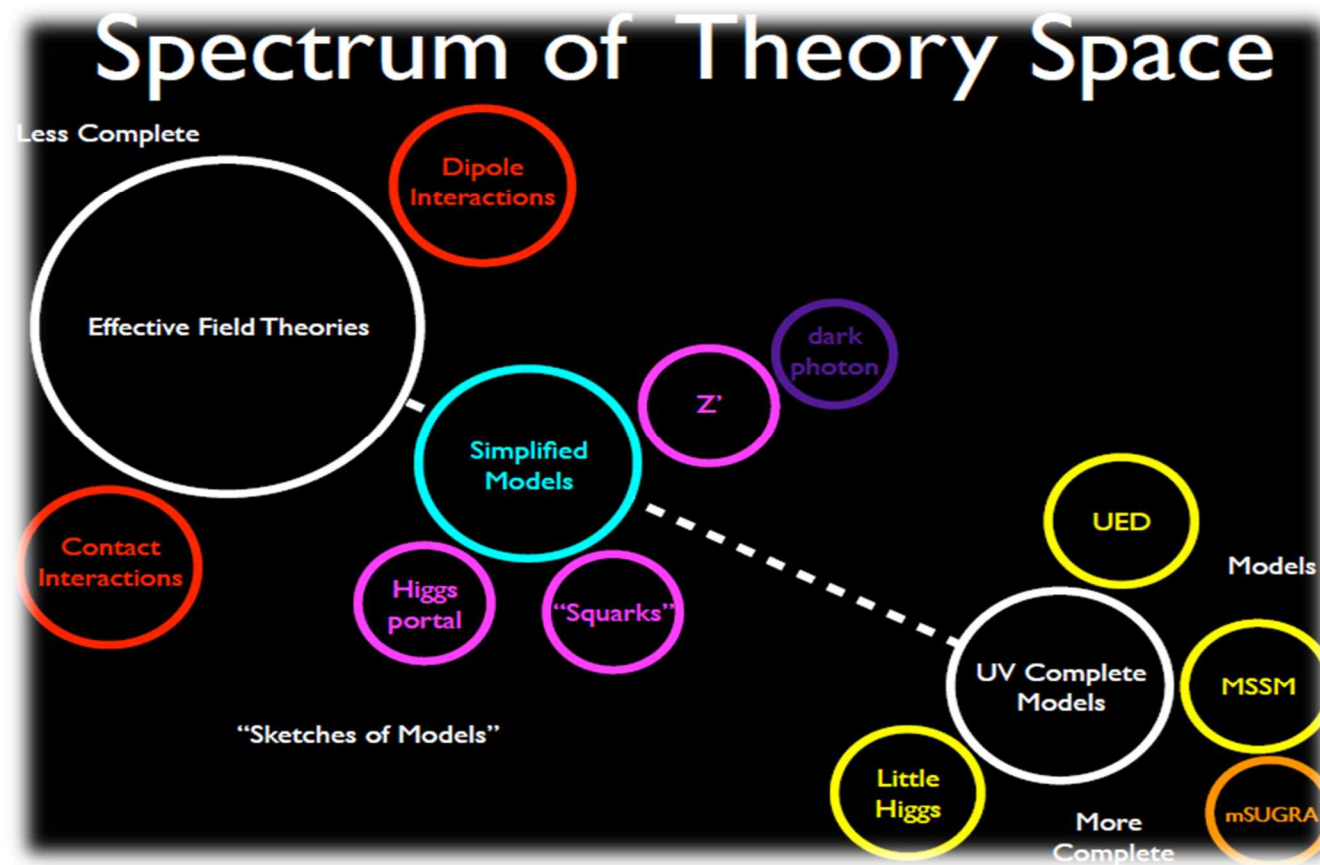 Spectrum of Theory Space
Less Complete
Dipole
Interactions
Effective Field Theories
dark
photon
Z’
Simplified
Models
UED
Contact
Interactions
Models
Higgs
portal
“Squarks”
UV Complete
Models
MSSM
“Sketches of Models”
Little
Higgs
More
Complete
mSUGRA